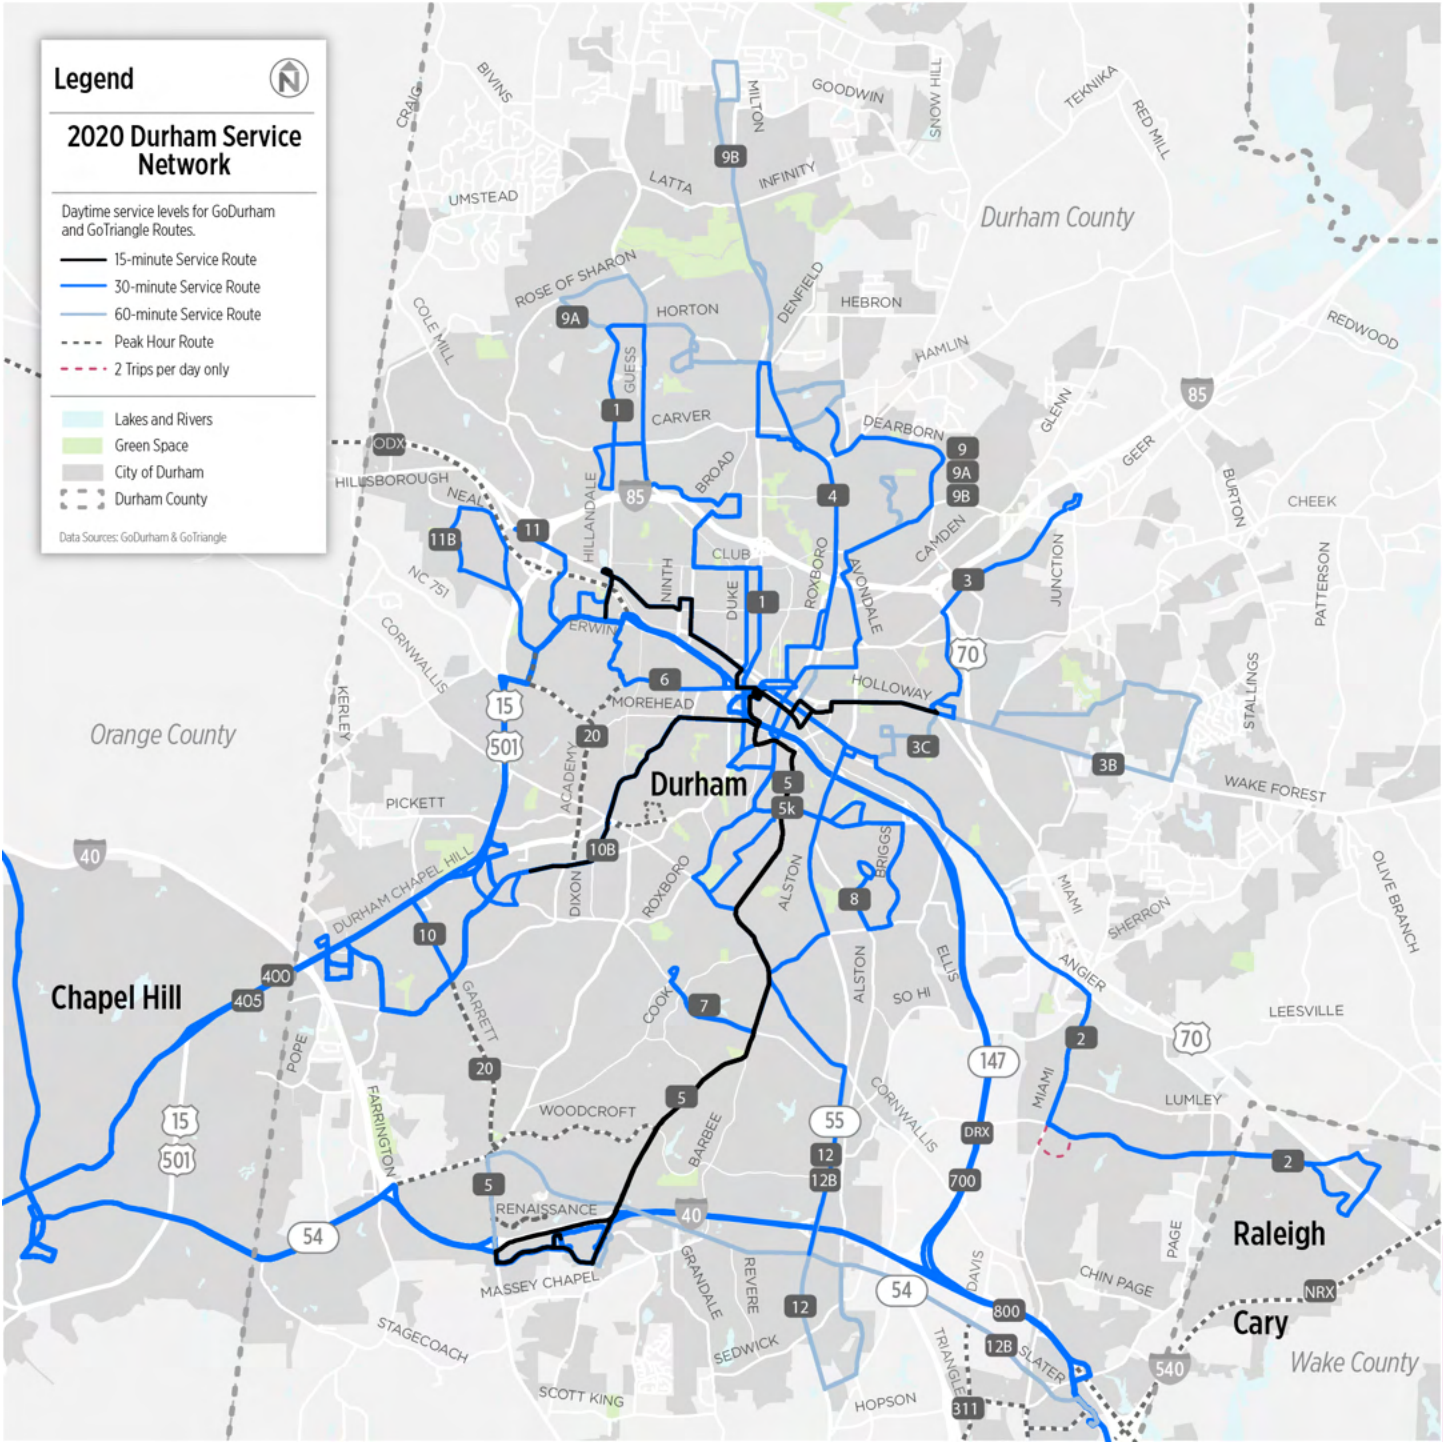 Legend
N
2020 Durham Service
Network
Daytime service levels for GoDurham
and GoTriangle Routes.
15-minute Service Route
30-minute Service Route
60-minute Service Route
Peak Hour Route
2 Trips per day only
Lakes and Rivers
Green Space
City of Durham
Durham County
Data Sources: GoDurham & GoTriangle
CRAIG
BIVINS
MILTON
GOODWIN
SNOW HILL
TEKNIKA
RED MILL
9B
LATTA
INFINITY
UMSTEAD
Durham County
ROSE OF SHARON
DENFIELD
HEBRON
9A
HORTON
COLE MILL
HAMLIN
REDWOOD
GUESS
85
1
CARVER
DEARBORN
GLENN
ODX
9
GEER
9A
HILLSBOROUGH
BROAD
BURTON
NEAL
85
4
9B
CHEEK
HILLANDALE
11
11B
CAMDEN
CLUB
JUNCTION
PATTERSON
NC 751
NINTH
DUKE
ROXBORO
AVONDALE
3
1
CORNWALLIS
ERWIN
70
6
HOLLOWAY
STALLINGS
KERLEY
15
MOREHEAD
Orange County
20
501
3C
3B
ACADEMY
Durham
5
WAKE FOREST
PICKETT
5k
40
10B
BRIGGS
DURHAM CHAPEL HILL
ROXBORO
ALSTON
DIXON
8
MIAMI
SHERRON
OLIVE BRANCH
10
ELLIS
ANGIER
400
Chapel Hill
405
GARRETT
COOK
7
ALSTON
SO HI
LEESVILLE
POPE
2
70
147
20
MIAMI
CORNWALLIS
LUMLEY
FARRINGTON
WOODCROFT
5
15
55
BARBEE
DRX
501
12
2
5
12B
700
RENAISSANCE
40
54
PAGE
Raleigh
MASSEY CHAPEL
GRANDALE
REVERE
DAVIS
CHIN PAGE
54
NRX
12
800
Cary
STAGECOACH
SEDWICK
TRIANGLE
12B
SLATER
540
Wake County
SCOTT KING
HOPSON
311